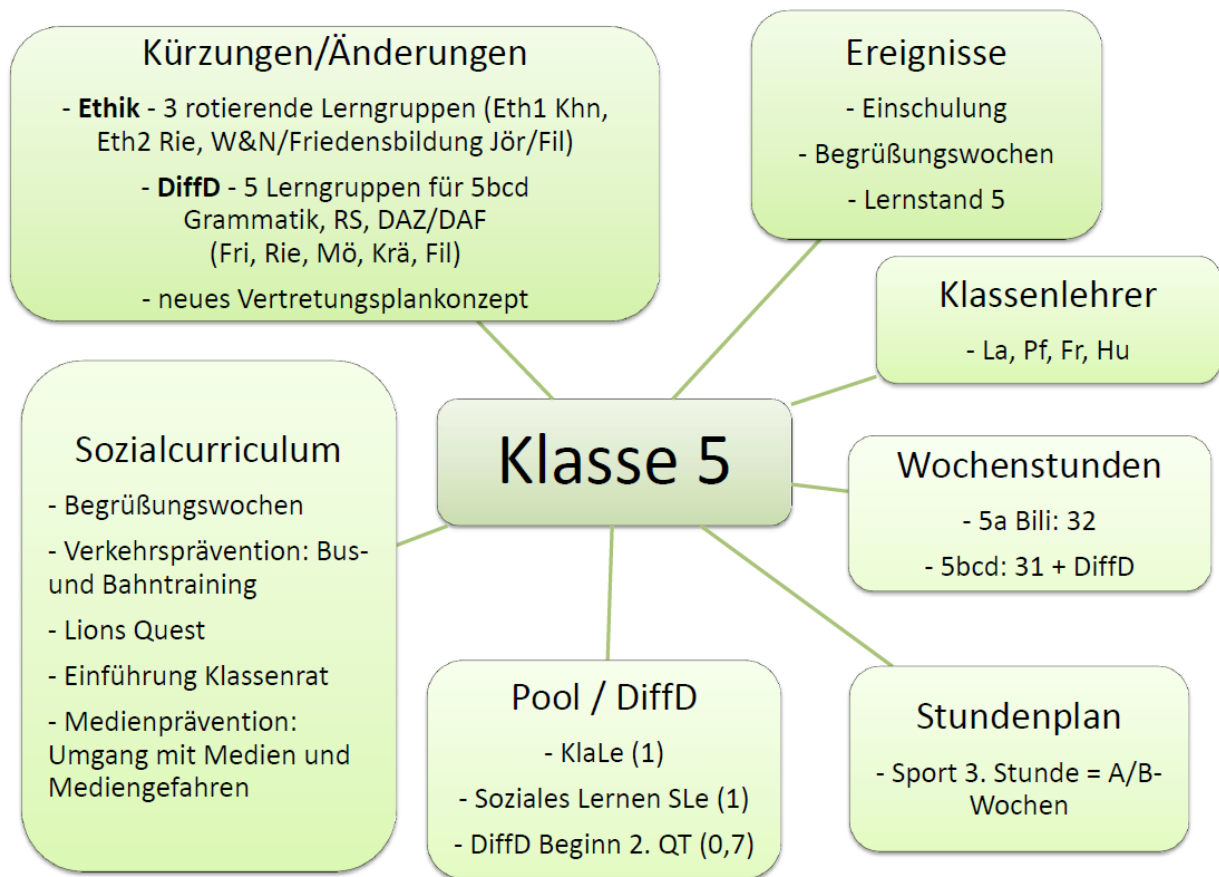 Kürzungen/Änderungen
- Ethik - 3 rotierende Lerngruppen (Eth1 Khn,
Eth2 Rie, W&N/Friedensbildung Jör/Fil)
- DiffD - 5 Lerngruppen für 5bcd
Grammatik, RS, DAZ/DAF
(Fri, Rie, Mö, Krä, Fil)
- neues Vertretungsplankonzept
Ereignisse
- Einschulung
- Begrüßungswochen
- Lernstand 5
Klassenlehrer
- La, Pf, Fr, Hu
Klasse 5
Sozialcurriculum
- Begrüßungswochen
- Verkehrsprävention: Bus-
und Bahntraining
- Lions Quest
- Einführung Klassenrat
- Medienprävention:
Umgang mit Medien und
Mediengefahren
Wochenstunden
- 5a Bili: 32
- 5bcd: 31 + DiffD
Pool / DiffD
- KlaLe (1)
- Soziales Lernen SLe (1)
- DiffD Beginn 2. QT (0,7)
Stundenplan
- Sport 3. Stunde = A/B-
Wochen